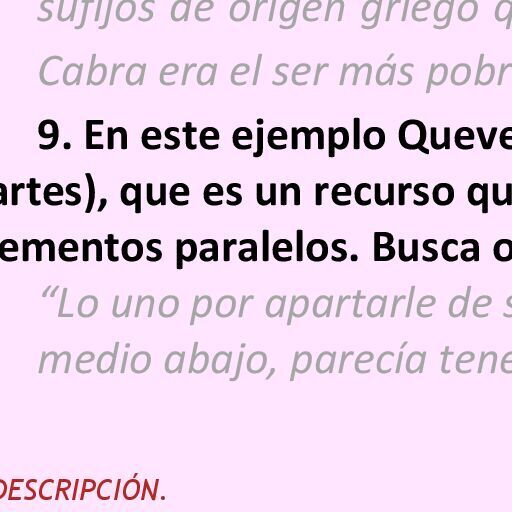 sufijos de origen griego q
Cabra era el ser más pobr
9. En este ejemplo Queve
artes), que es un recurso qu
ementos paralelos. Busca o
“Lo uno por apartarle de s
medio abajo, parecía tene
DESCRIPCIÓN.